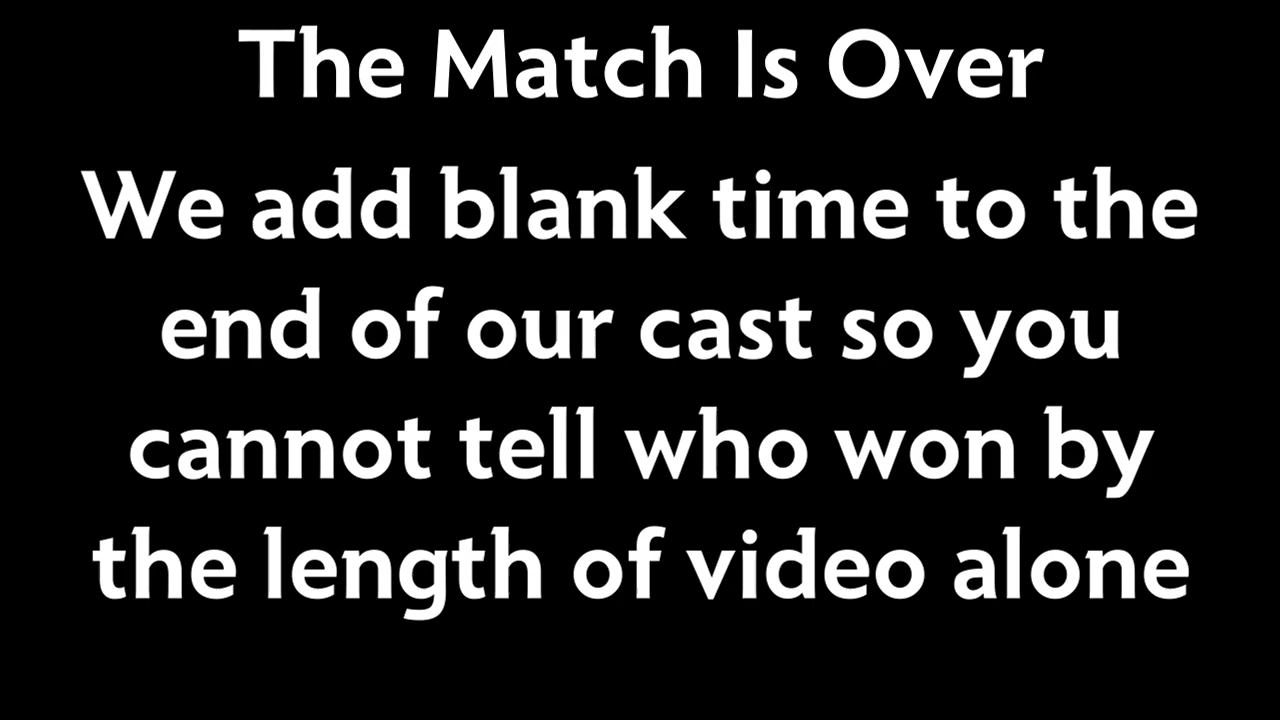 The Match Is Over
We add blank time to the
end of our cast so you
cannot tell who won by
the length of video alone